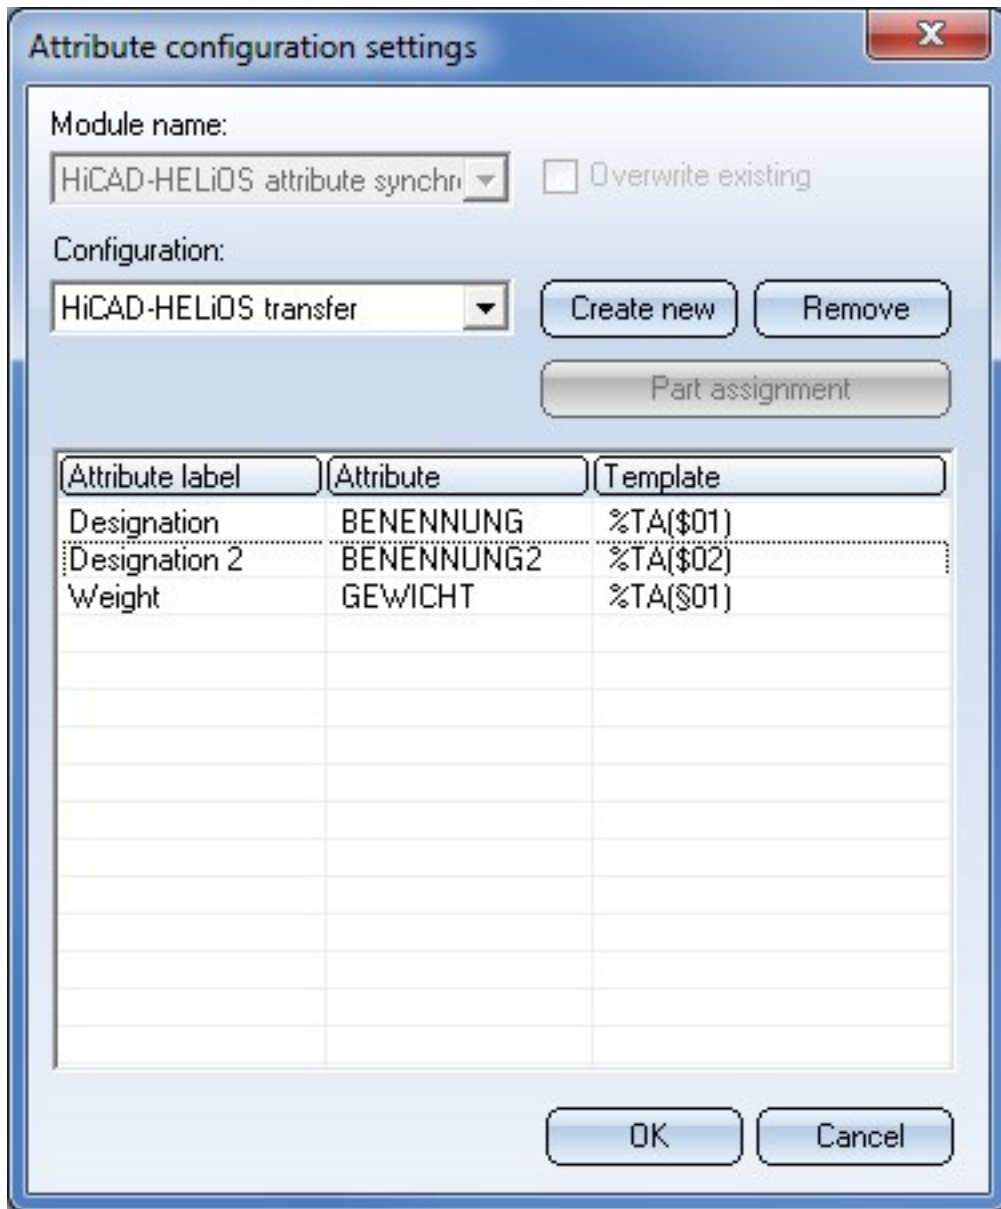 Attribute configuration settings
Module name:
HiCAD-HELiOS attribute synchr
Overwrite existing
Configuration:
HiCAD-HELiOS transfer
Create new
Remove
Part assignment
Attribute label Attribute Template
Designation BENENNUNG %TA($01)
Designation 2 BENENNUNG2 %TA($02)
Weight GEWICHT %TA(§01)
OK Cancel